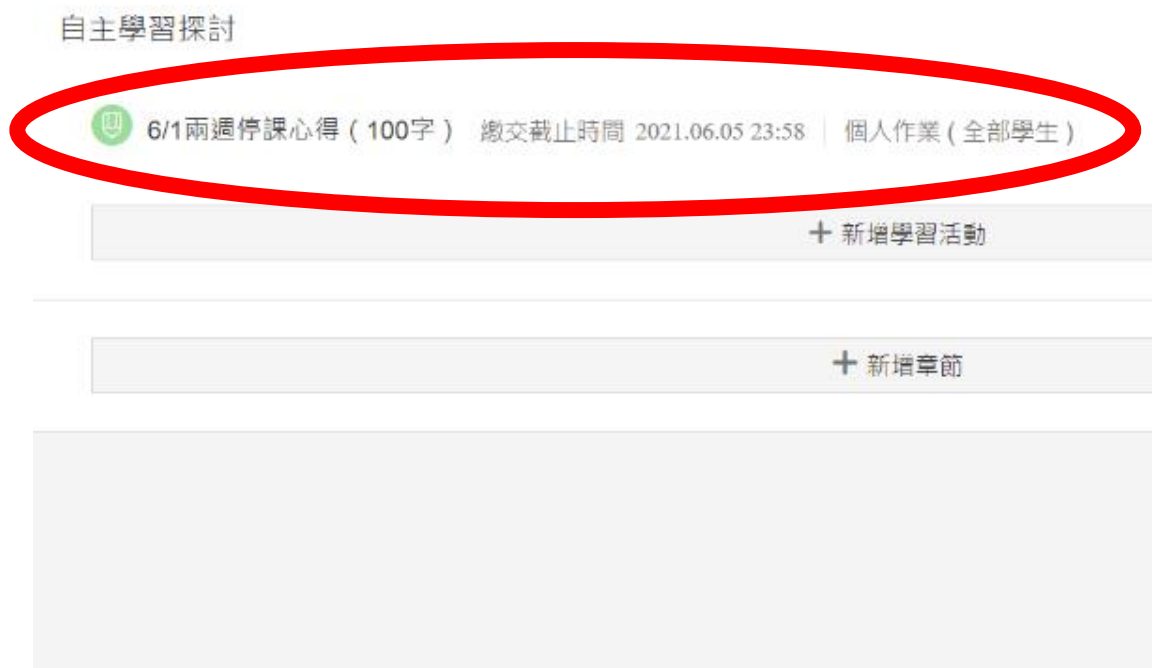 自主學習探討
6/1兩週停課心得 ( 100字 ) 繳交截止時間 2021.06.05 23:58 | 個人作業 ( 全部學生 )
+ 新增學習活動
+ 新增章節